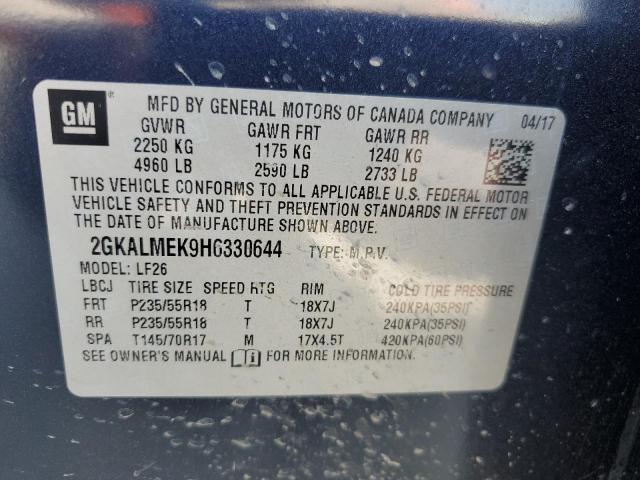 GM®
MFD BY GENERAL MOTORS OF CANADA COMPANY 04/17
GVWR GAWR FRT GAWR RR
2250 KG 1175 KG 1240 KG
4960 LB 2590 LB 2733 LB
THIS VEHICLE CONFORMS TO ALL APPLICABLE U.S. FEDERAL MOTOR
VEHICLE SAFETY AND THEFT PREVENTION STANDARDS IN EFFECT ON
THE DATE OF MANUFACTURE SHOWN ABOVE.
2GKALMEK9H6330644 TYPE: M.P.V.
MODEL: LF26
LBCJ TIRE SIZE SPEED RTG RIM COLD TIRE PRESSURE
FRT P235/55R18 T 18X7J 240KPA(35PSI)
RR P235/55R18 T 18X7J 240KPA(35PSI)
SPA T145/70R17 M 17X4.5T 420KPA(60PSI)
SEE OWNER'S MANUAL FOR MORE INFORMATION.